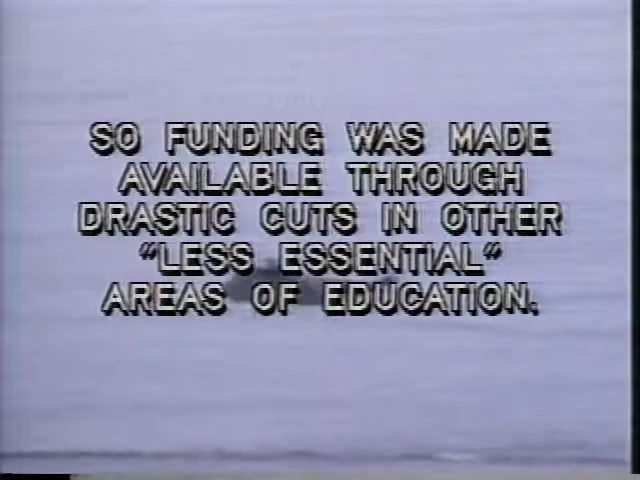 SO FUNDING WAS MADE
AVAILABLE THROUGH
DRASTIC CUTS IN OTHER
"LESS ESSENTIAL"
AREAS OF EDUCATION.